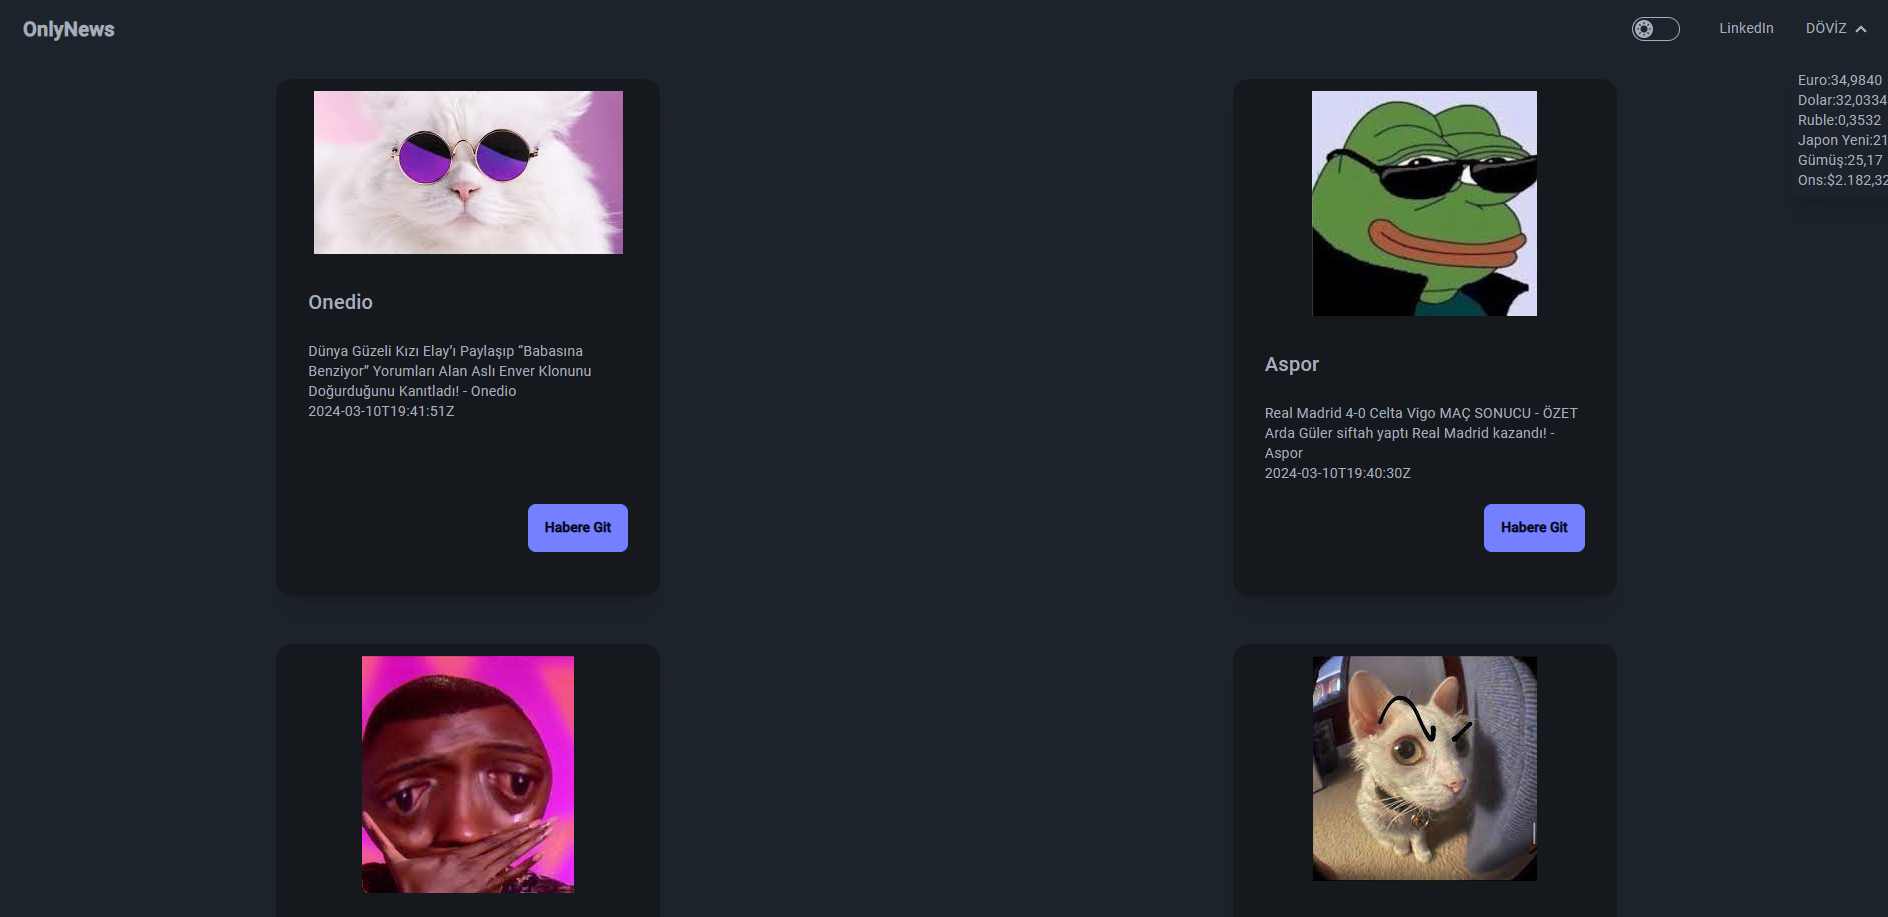 OnlyNews
LinkedIn
DÖVİZ
Euro:34,9840
Dolar:32,0334
Ruble:0,3532
Japon Yeni:21
Gümüş:25,17
Ons:$2.182,32
Onedio
Dünya Güzeli Kızı Elay’ı Paylaşıp “Babasına
Benziyor” Yorumları Alan Aslı Enver Klonunu
Doğurduğunu Kanıtladı! - Onedio
2024-03-10T19:41:51Z
Habere Git
Aspor
Real Madrid 4-0 Celta Vigo MAÇ SONUCU - ÖZET
Arda Güler siftah yaptı Real Madrid kazandı! -
Aspor
2024-03-10T19:40:30Z
Habere Git